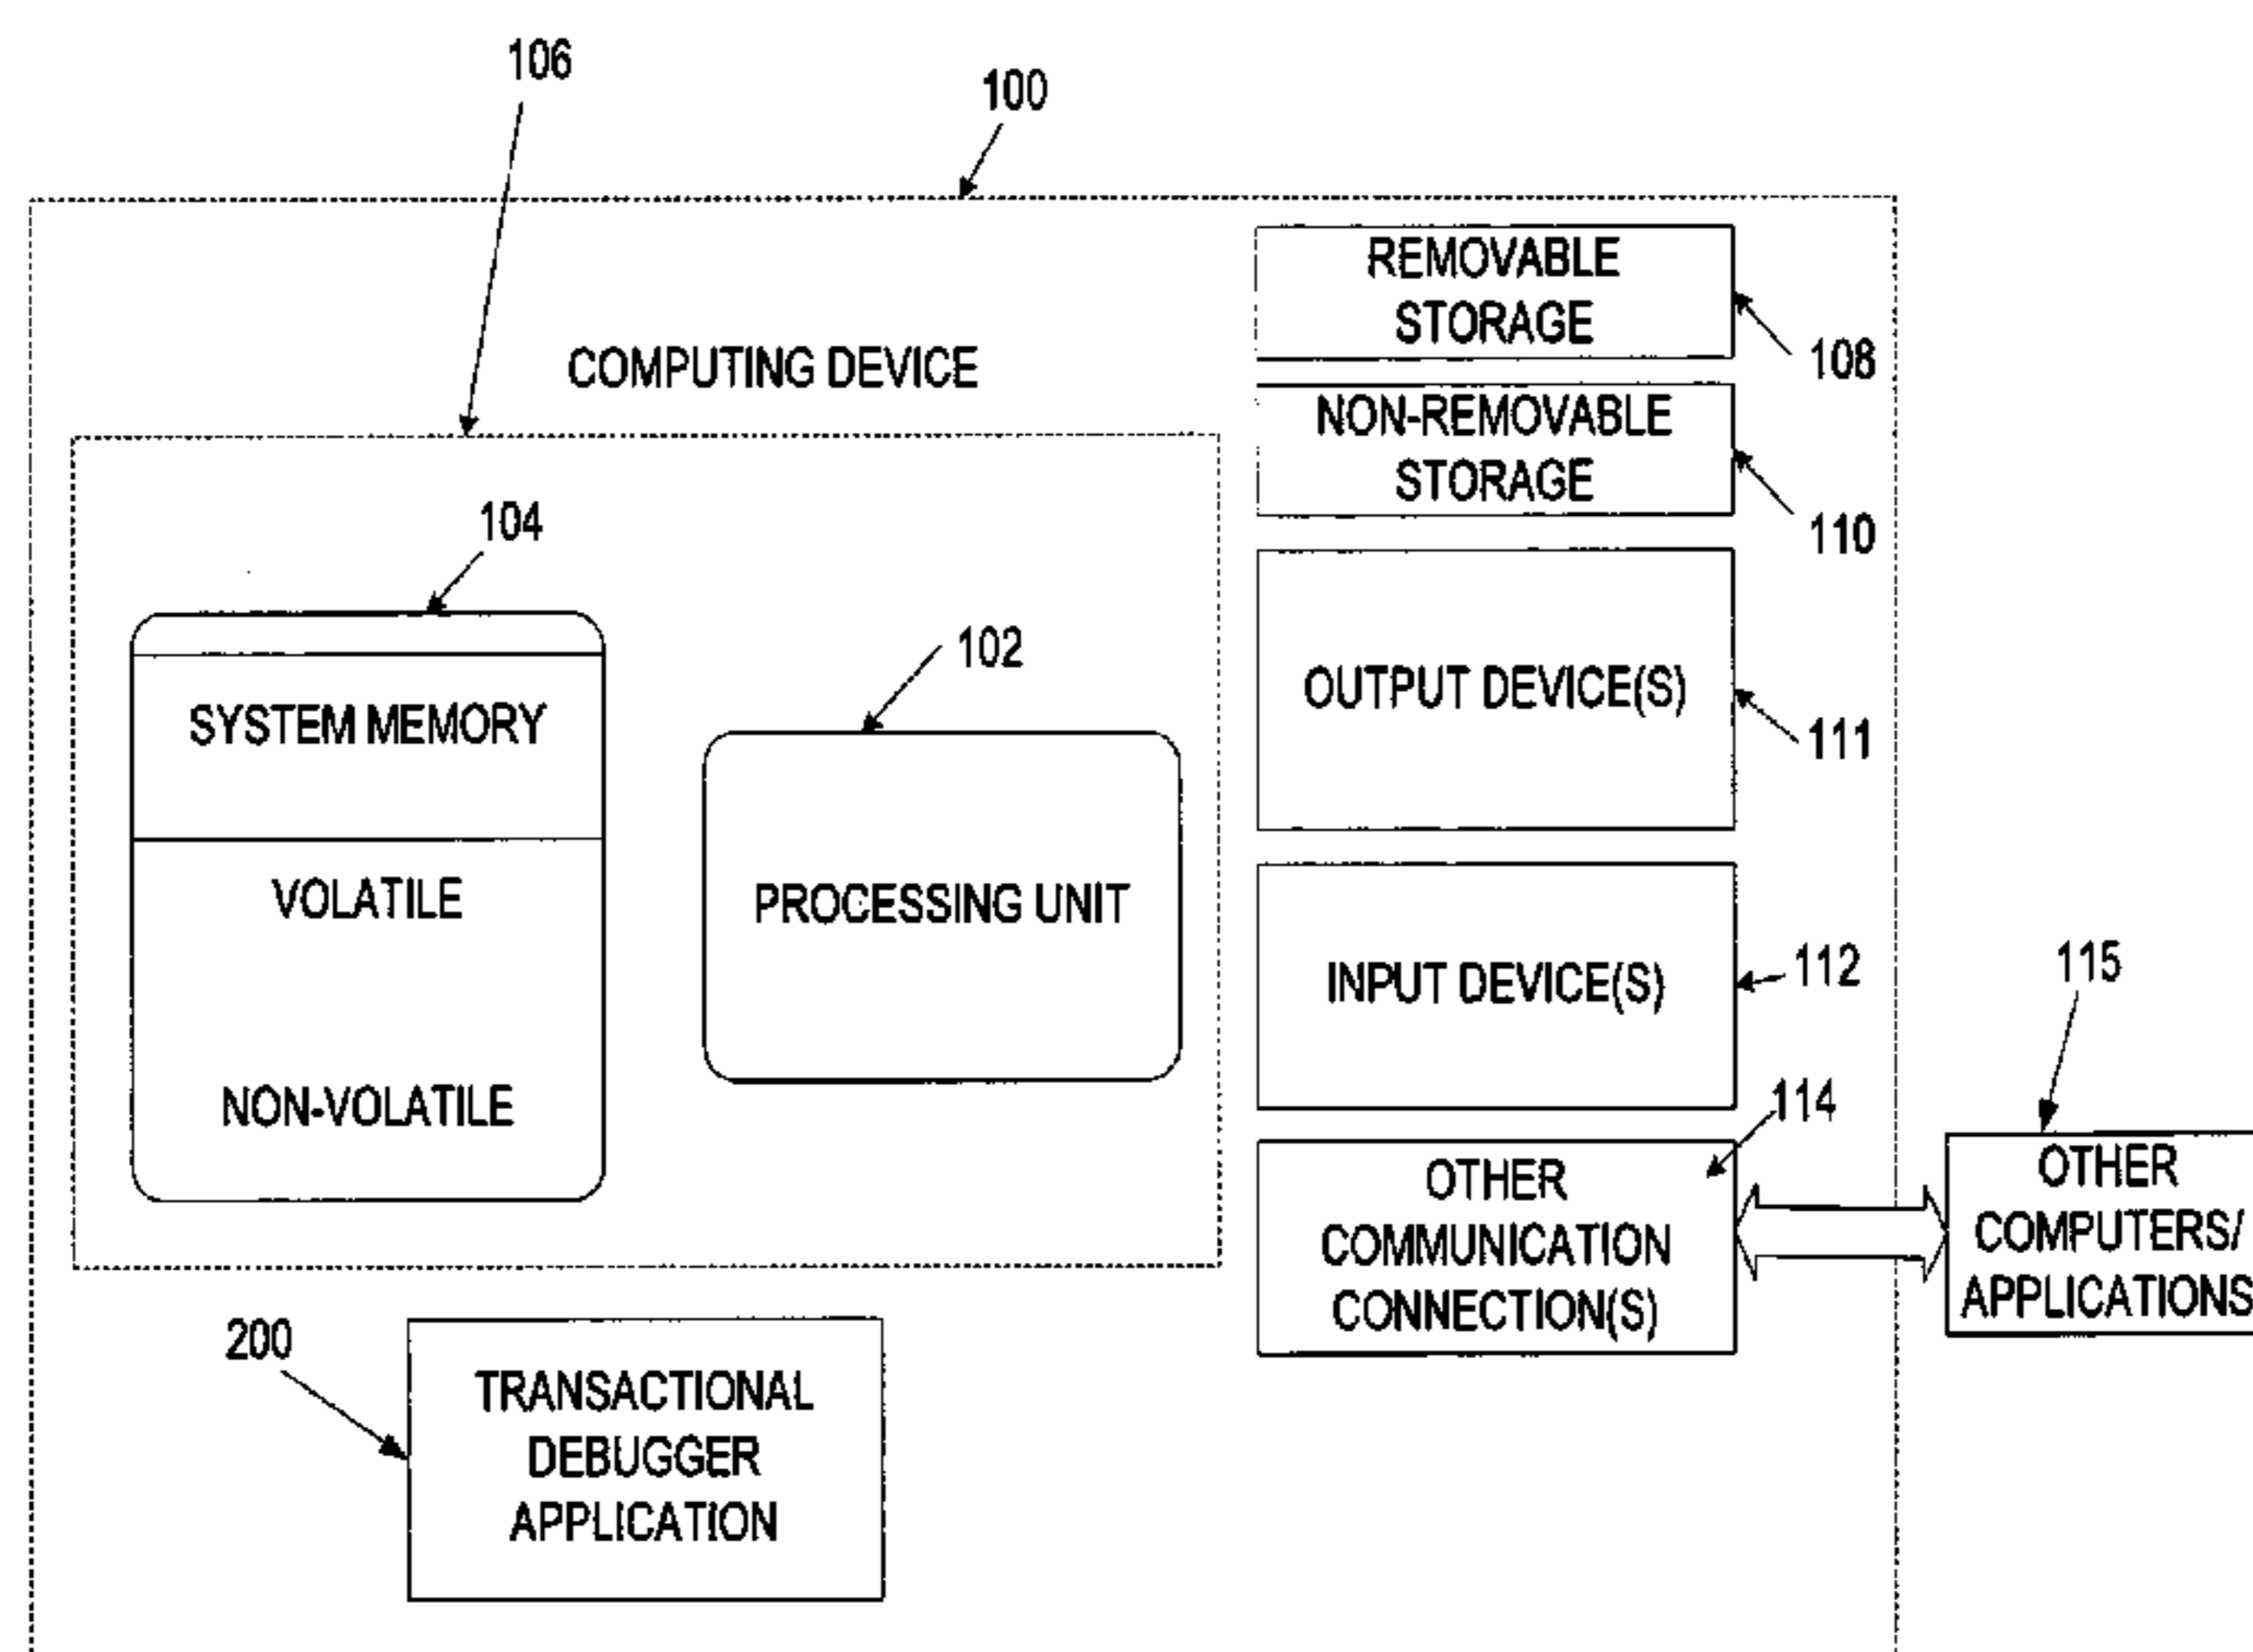 106
100
REMOVABLE
STORAGE
108
COMPUTING DEVICE
NON-REMOVABLE
STORAGE
110
104
SYSTEM MEMORY
VOLATILE
NON-VOLATILE
102
PROCESSING UNIT
OUTPUT DEVICE(S)
111
INPUT DEVICE(S)
112
114
OTHER
COMMUNICATION
CONNECTION(S)
115
OTHER
COMPUTERS/
APPLICATIONS
200
TRANSACTIONAL
DEBUGGER
APPLICATION